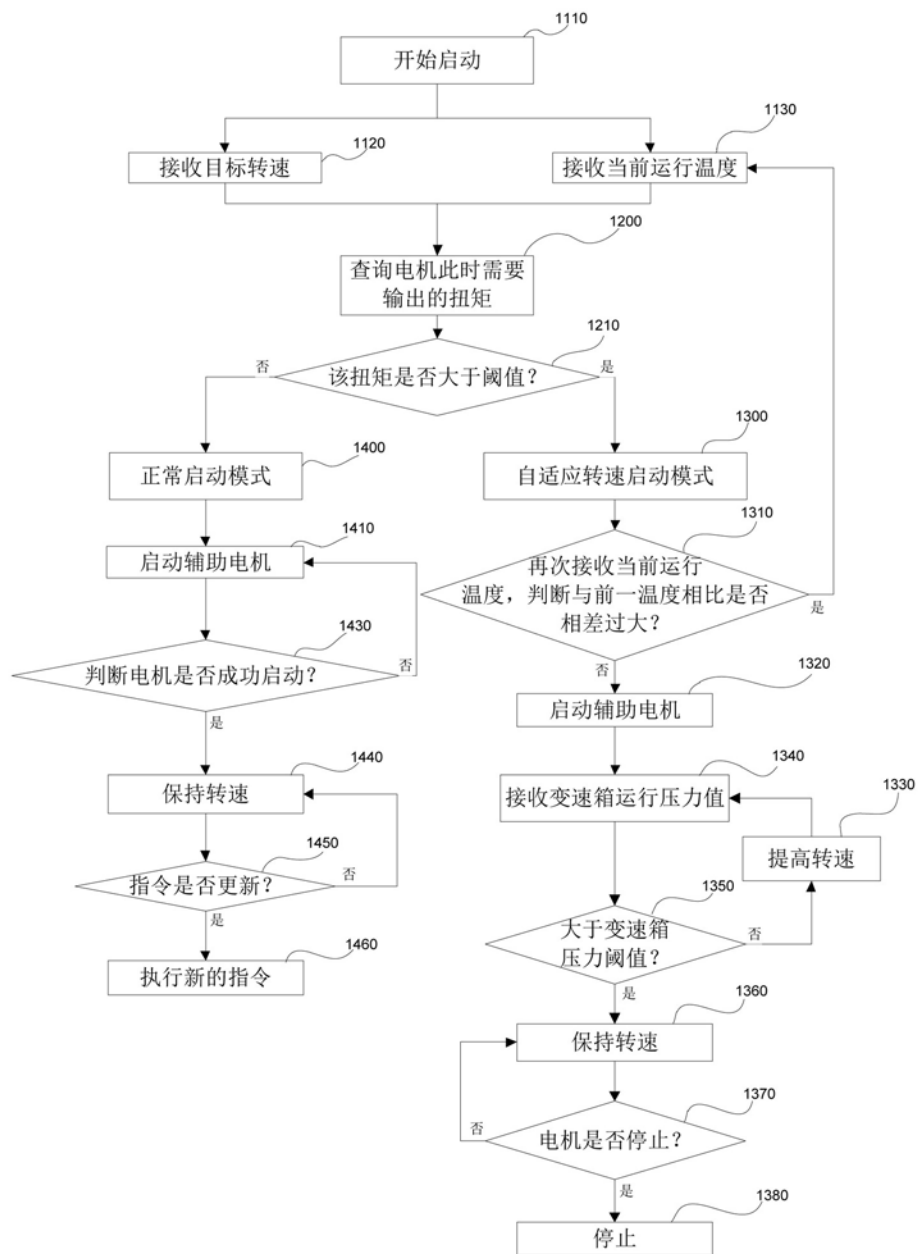 1110
开始启动
1120
接收目标转速
1130
接收当前运行温度
1200
查询电机此时需要
输出的扭矩
1210
该扭矩是否大于阈值？
否
是
1400
正常启动模式
1300
自适应转速启动模式
1410
启动辅助电机
1310
再次接收当前运行
温度，判断与前一温度相比是否
相差过大？
是
否
1430
判断电机是否成功启动？
否
是
1320
启动辅助电机
1440
保持转速
1340
接收变速箱运行压力值
1330
提高转速
1450
指令是否更新？
否
是
1350
大于变速箱
压力阈值？
否
是
1460
执行新的指令
1360
保持转速
1370
电机是否停止？
否
是
1380
停止